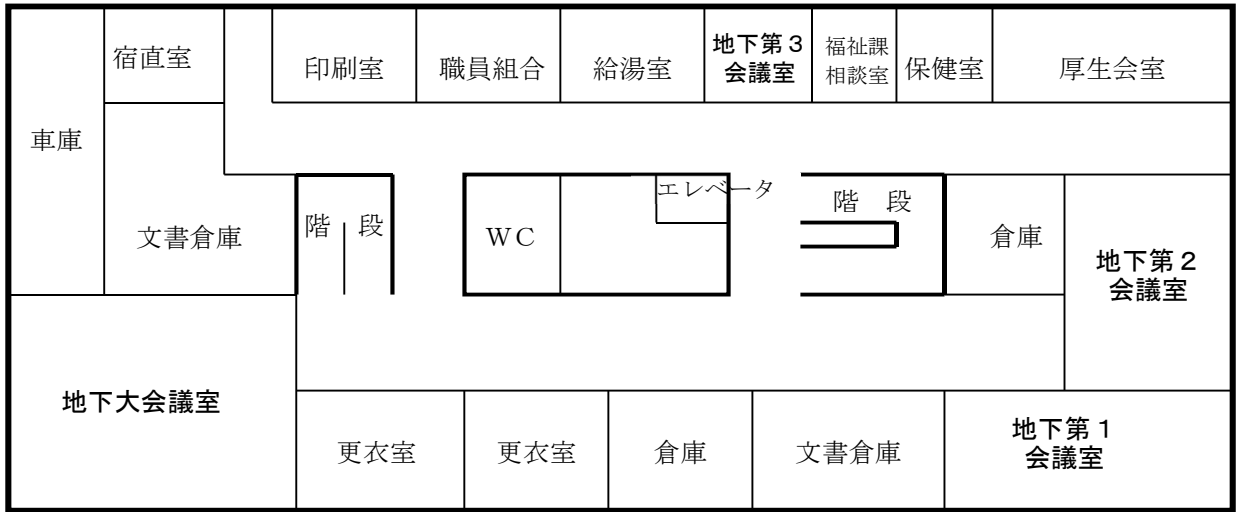 宿直室
印刷室
職員組合
給湯室
地下第３
会議室
福祉課
相談室
保健室
厚生会室
車庫
文書倉庫
階 段
ＷＣ
エレベータ
階 段
倉庫
地下第２
会議室
地下大会議室
更衣室
更衣室
倉庫
文書倉庫
地下第１
会議室